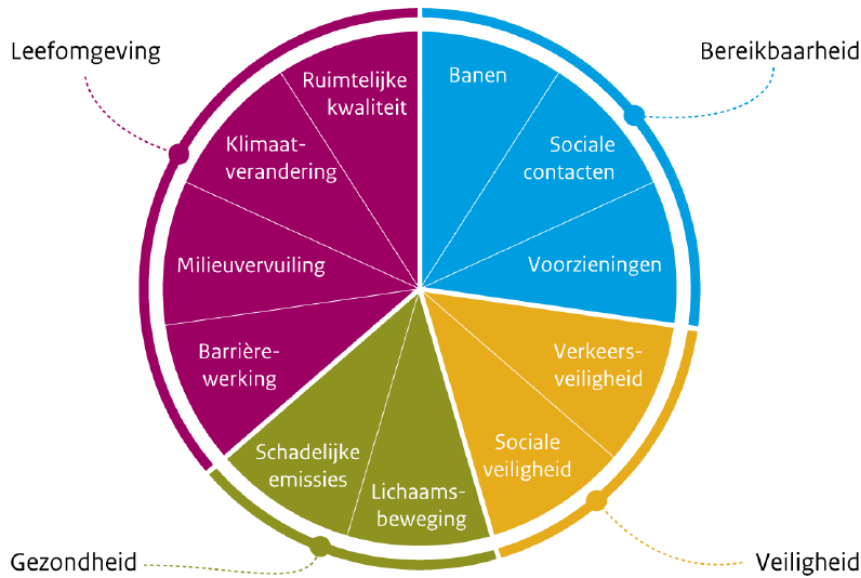 Leefomgeving
Bereikbaarheid
Ruimtelijke
kwaliteit
Banen
Klimaat-
verandering
Sociale
contacten
Milieuvervuiling
Voorzieningen
Barrière-
werking
Verkeers-
veiligheid
Schadelijke
emissies
Lichaams-
beweging
Sociale
veiligheid
Gezondheid
Veiligheid